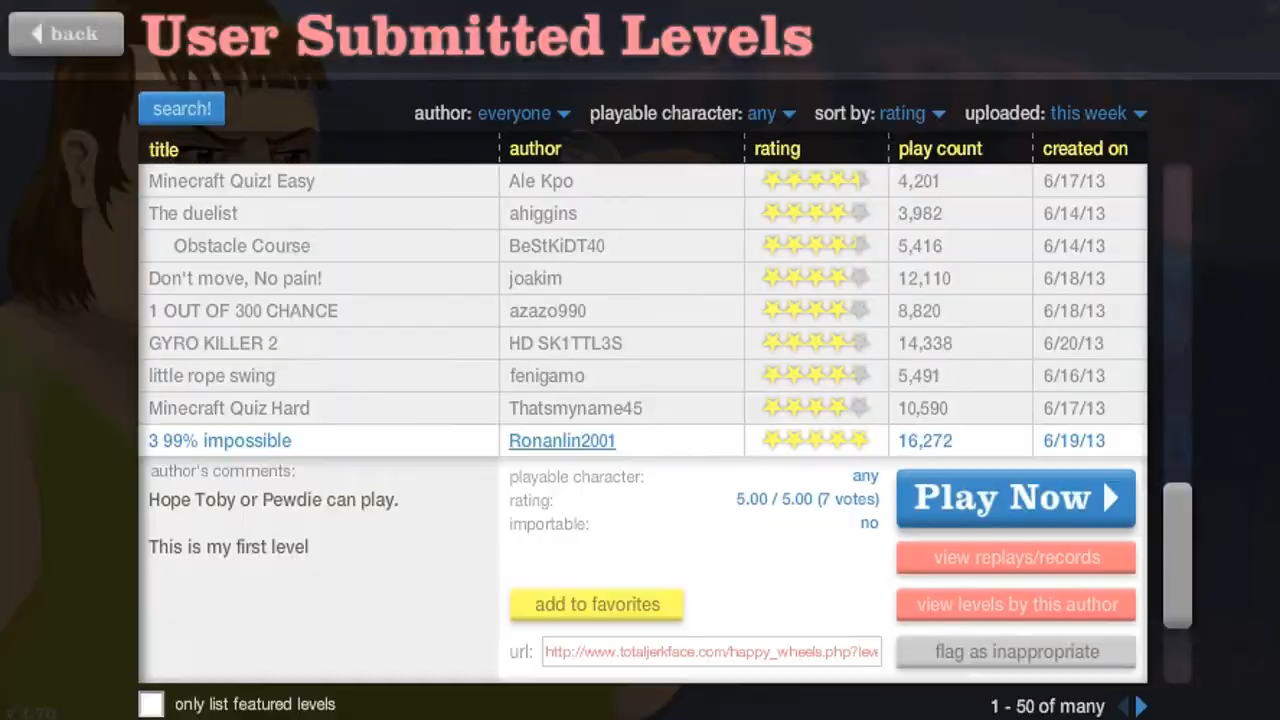 back
User Submitted Levels
search!
author: everyone playable character: any sort by: rating uploaded: this week
title author rating play count created on
Minecraft Quiz! Easy Ale Kpo 4,201 6/17/13
The duelist ahiggins 3,982 6/14/13
Obstacle Course BeStKiDT40 5,416 6/14/13
Don't move, No pain! joakim 12,110 6/18/13
1 OUT OF 300 CHANCE azazo990 8,820 6/18/13
GYRO KILLER 2 HD SK1TTL3S 14,338 6/20/13
little rope swing fenigamo 5,491 6/16/13
Minecraft Quiz Hard Thatsmyname45 10,590 6/17/13
3 99% impossible Ronanlin2001 16,272 6/19/13
author's comments:
Hope Toby or Pewdie can play.
This is my first level
playable character: any
rating: 5.00 / 5.00 (7 votes)
importable: no
add to favorites
url: http://www.totaljerkface.com/happy_wheels.php?leve
Play Now
view replays/records
view levels by this author
flag as inappropriate
only list featured levels
1 - 50 of many